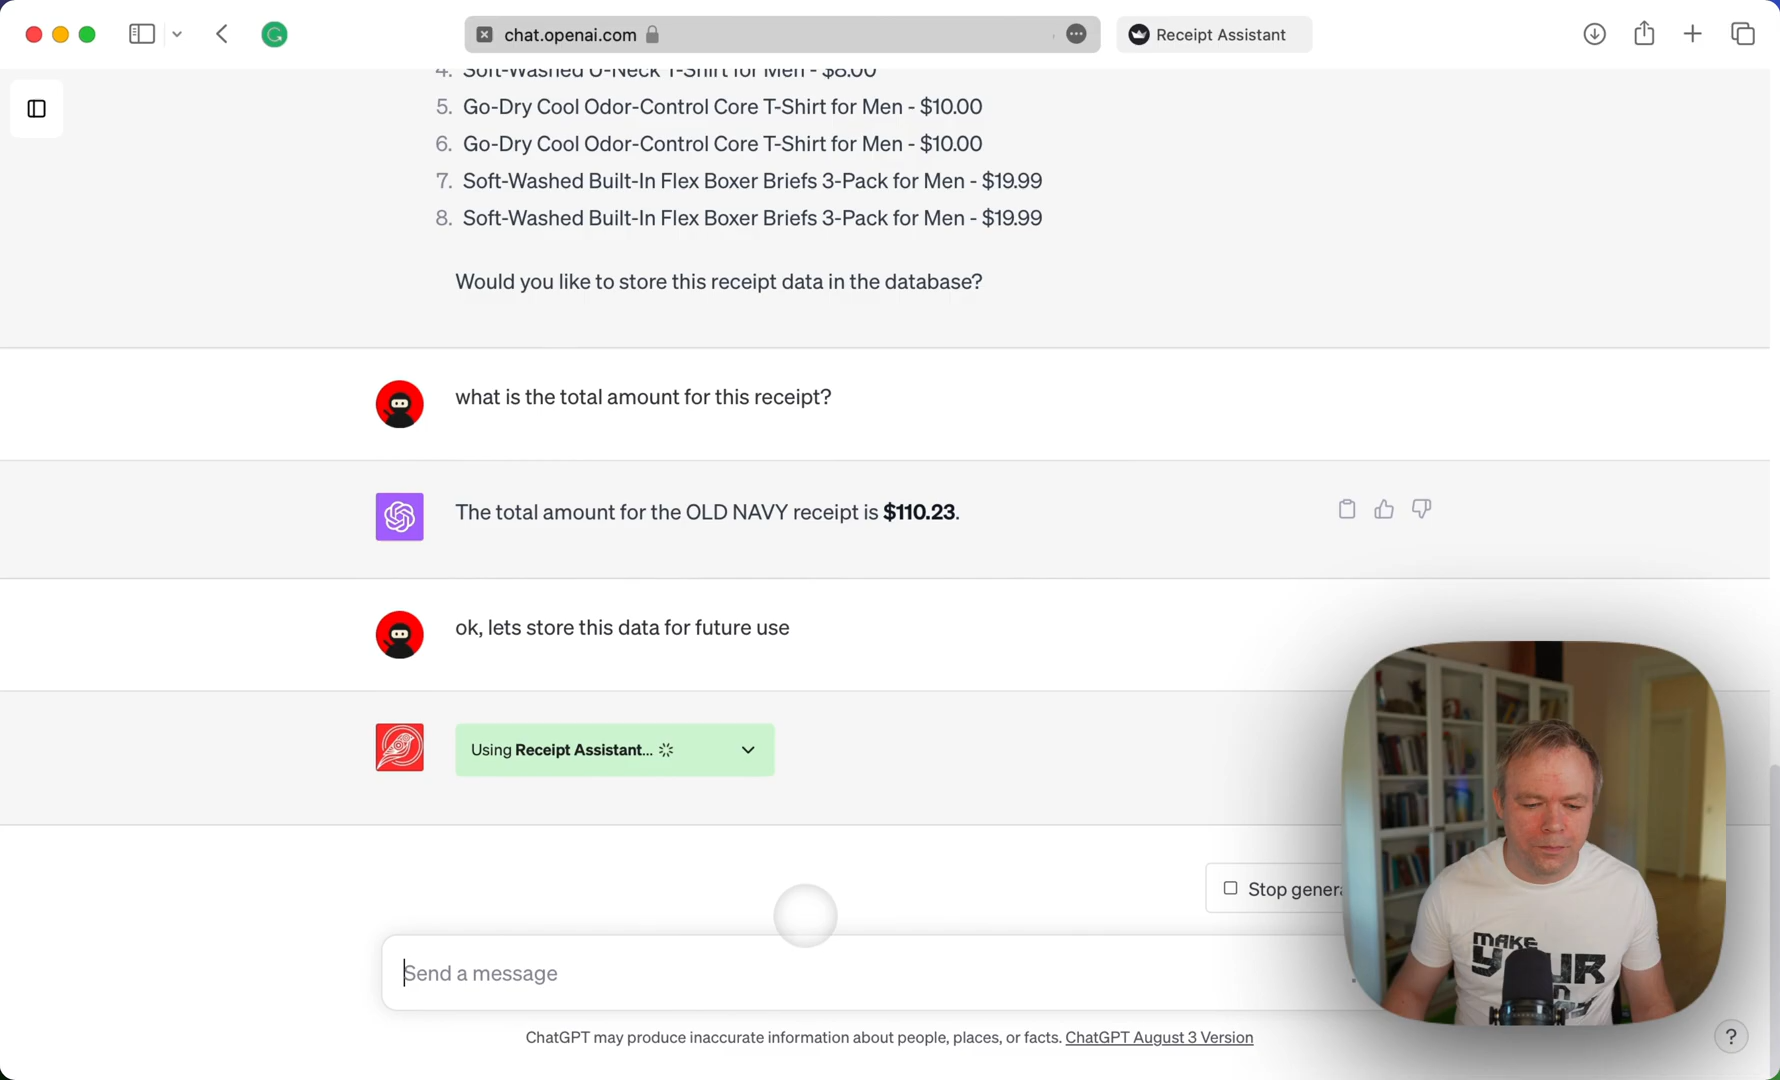 chat.openai.com
Receipt Assistant
4. Soft-Washed U-Neck T-Shirt for Men - $8.00
5. Go-Dry Cool Odor-Control Core T-Shirt for Men - $10.00
6. Go-Dry Cool Odor-Control Core T-Shirt for Men - $10.00
7. Soft-Washed Built-In Flex Boxer Briefs 3-Pack for Men - $19.99
8. Soft-Washed Built-In Flex Boxer Briefs 3-Pack for Men - $19.99
Would you like to store this receipt data in the database?
what is the total amount for this receipt?
The total amount for the OLD NAVY receipt is $110.23.
ok, lets store this data for future use
Using Receipt Assistant...
Stop genera
MAKE
Send a message
ChatGPT may produce inaccurate information about people, places, or facts. ChatGPT August 3 Version
?